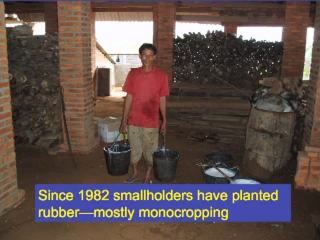 Since 1982 smallholders have planted
rubber—mostly monocropping